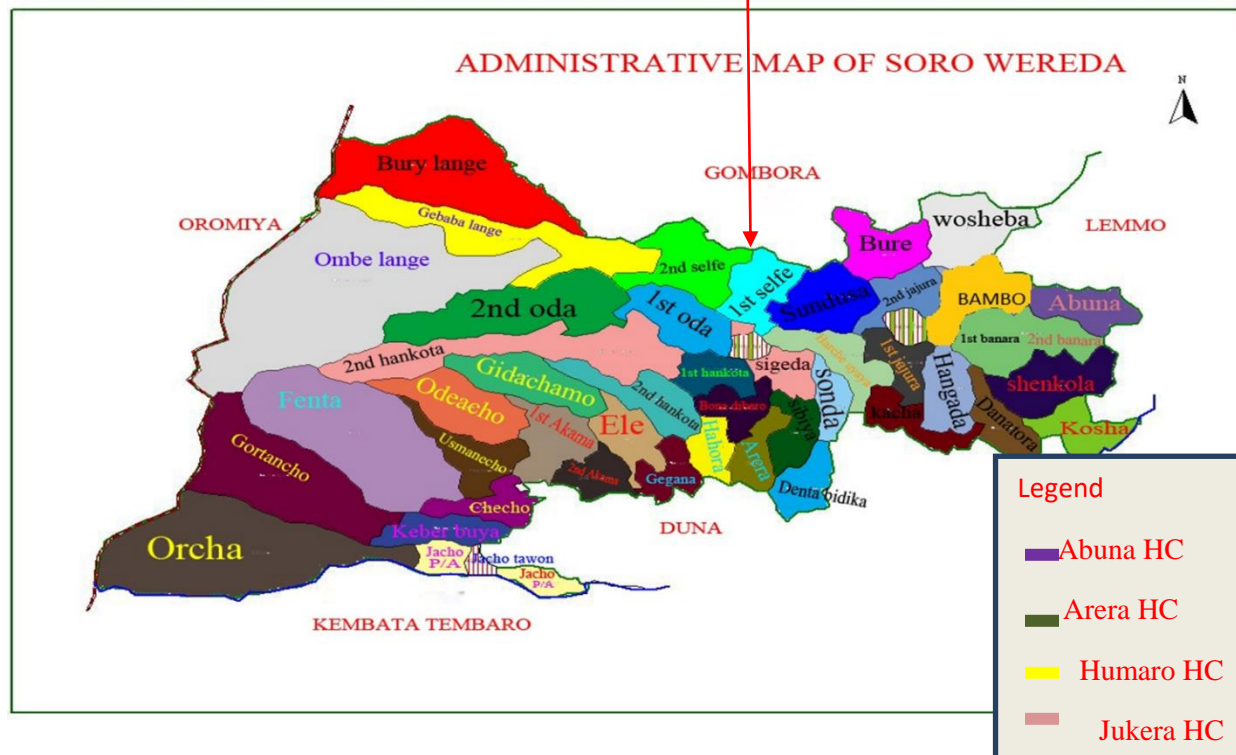 ADMINISTRATIVE MAP OF SORO WEREDA
N
Bury lange
GOMBORA
OROMIYA
Gebaba lange
wosheba
LEMMO
Bure
Ombe lange
2nd selfe
1st selfe
Sundusa
2nd jajura
BAMBO
Abuna
2nd oda
1st oda
1st banara
2nd banara
2nd hankota
Gidachamo
1st hankota
sigeda
1st jajura
Hangada
shenkola
Fenta
Odeacho
2nd hankota
Bona dibaro
sonda
sibiya
kacha
Danatora
Kosha
1st Akama
Ele
Hahora
Arera
Gortancho
Usmanecho
2nd Akama
Gegana
Denta bidika
Checho
DUNA
Keber buya
Orcha
Jacho
P/A
Jacho tawon
Jacho
P/A
KEMBATA TEMBARO
Legend
Abuna HC
Arera HC
Humaro HC
Jukera HC